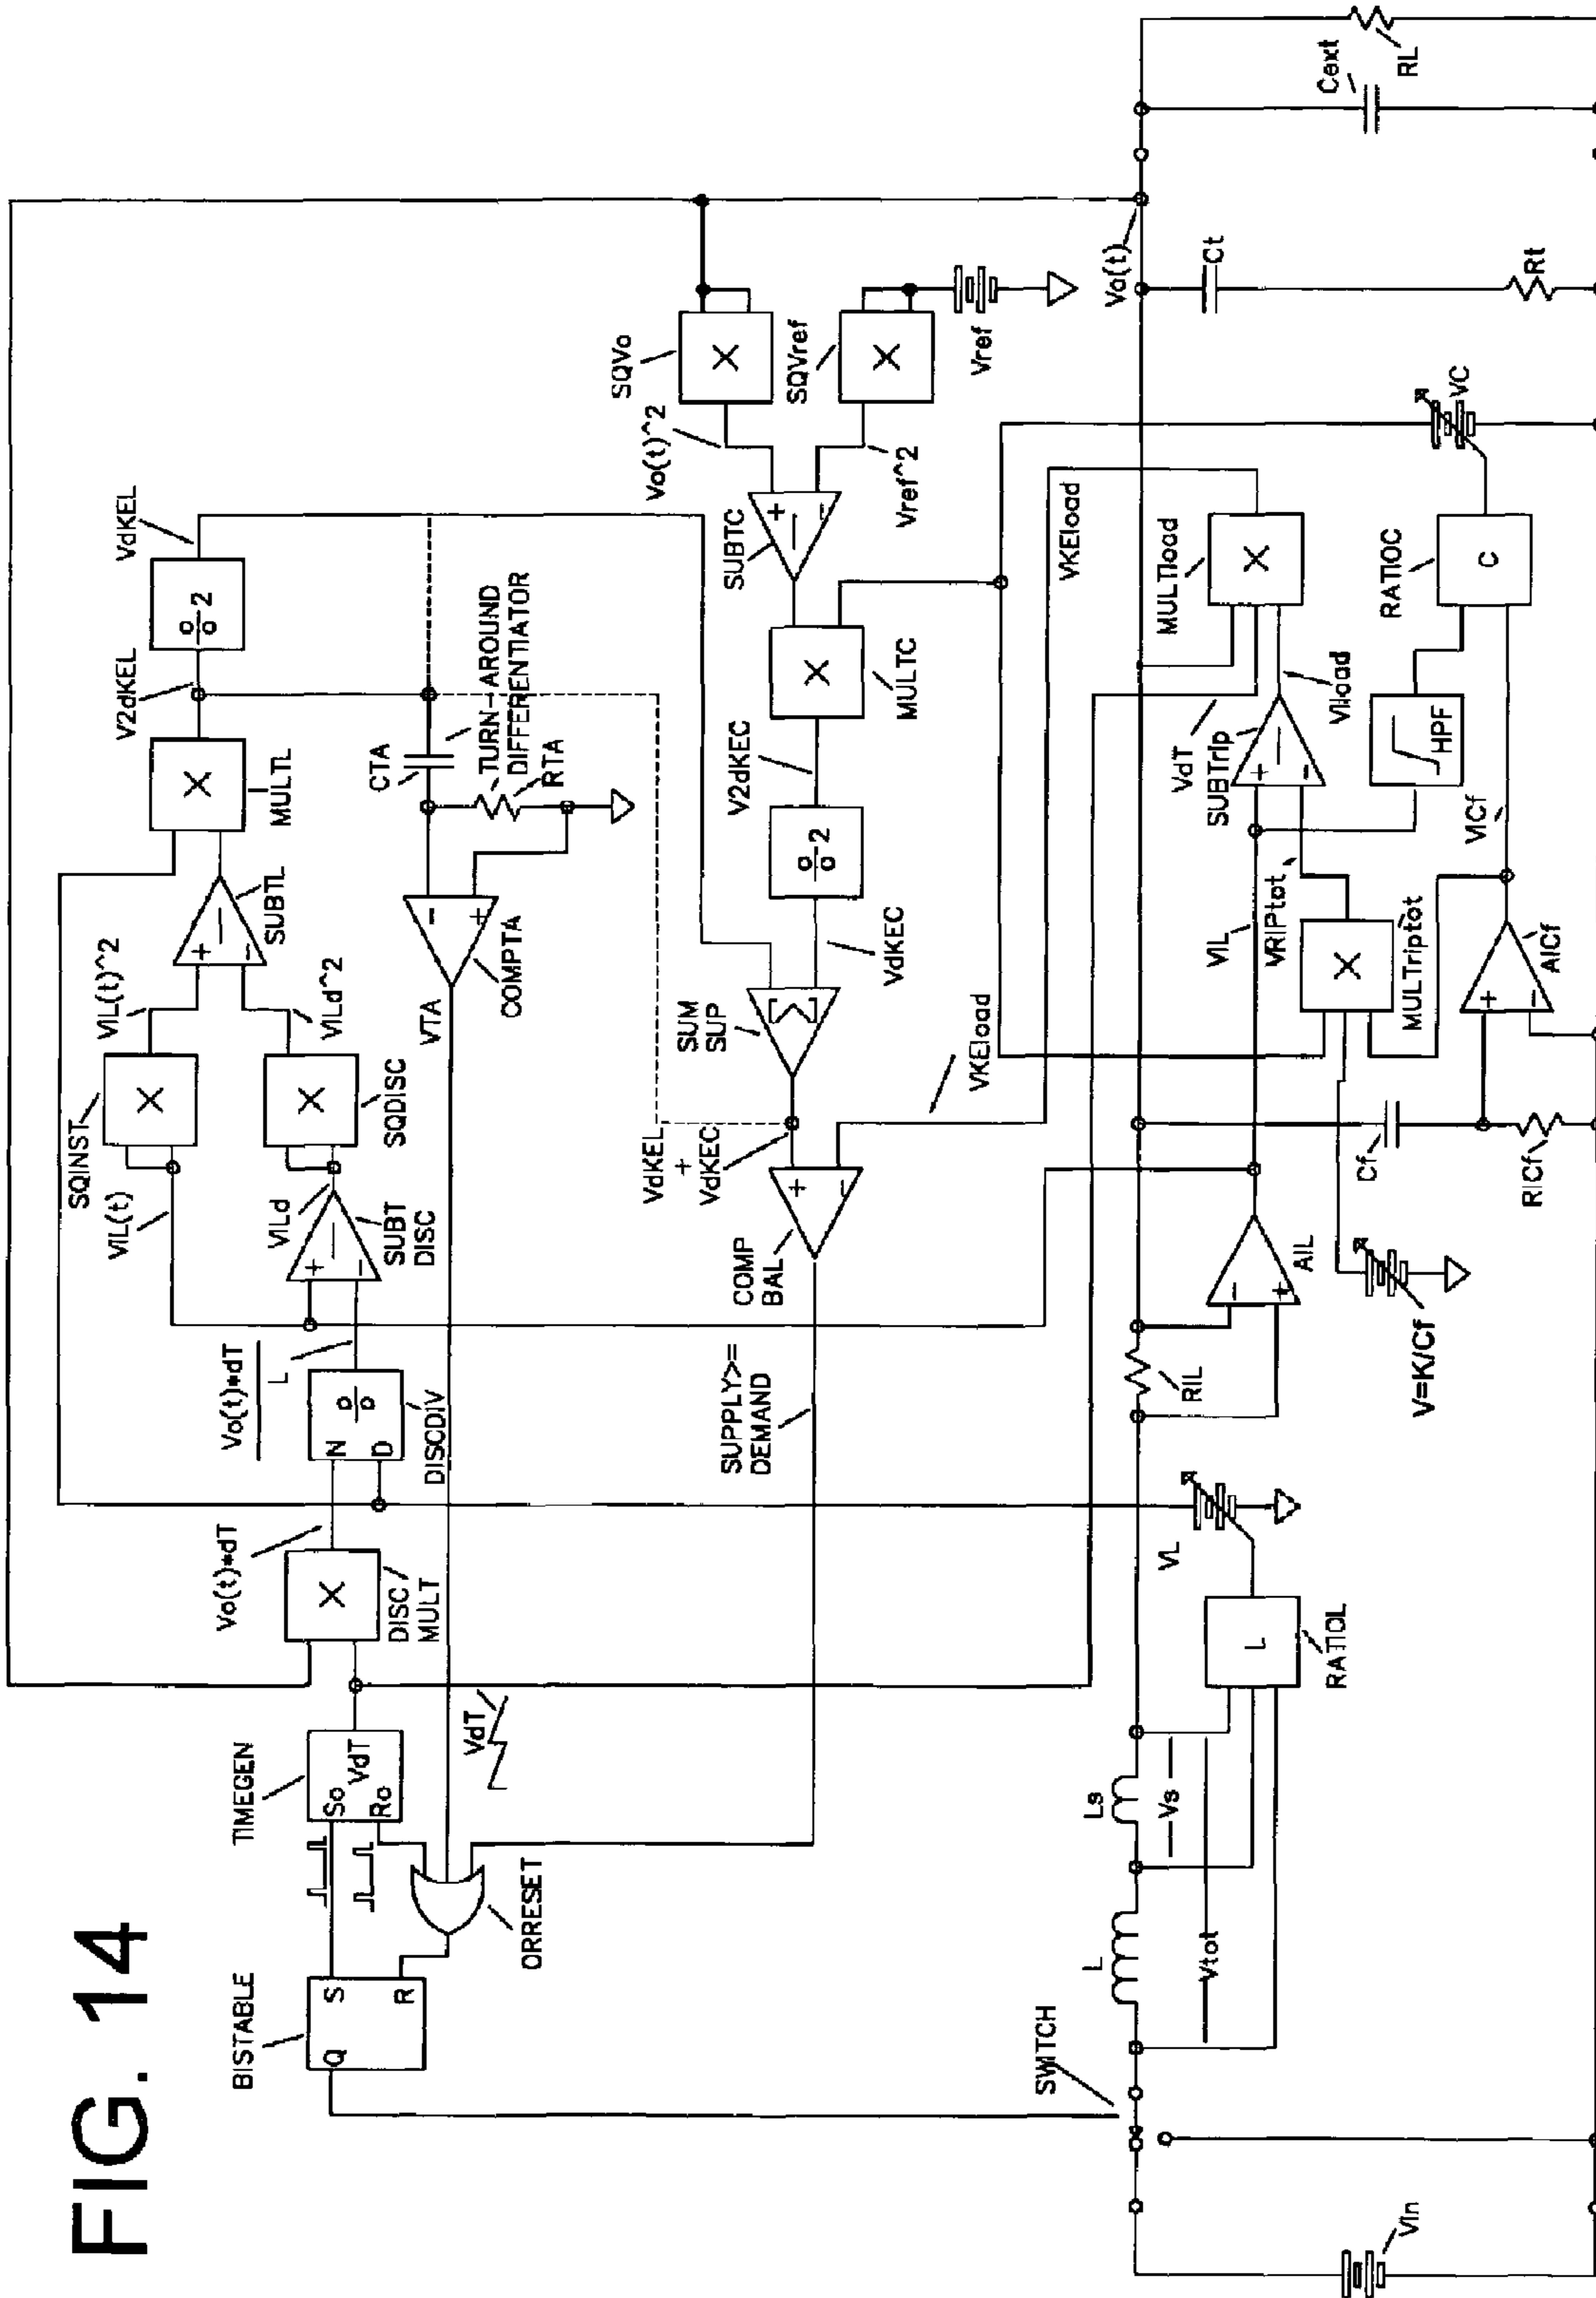 FIG. 14
BISTABLE
Q
S
R
TIMEGEN
So
VdT
Ro
ORRESET
VdT
Vo(t)*dT
DISC
MULT
X
Vo(t)*dT
L
N
D
DISCDIV
VIL(t)
SQINST
X
VILd
SUBT
DISC
+
-
X
SQDISC
VIL(t)^2
VILd^2
+
-
SUBTL
X
MULTL
V2dKEL
2
VdKEL
CTA
TURN-AROUND
DIFFERENTIATOR
RTA
-
+
COMPTA
VTA
SQVo
X
Vo(t)^2
SQVref
X
Vref^2
Vref
SUBTC
+
-
X
MULTC
V2dKEC
2
VdKEC
SUM
SUP
Σ
VdKEL
+
VdKEC
VKEload
COMP
BAL
+
-
SUPPLY>=
DEMAND
VKEload
MULTIload
X
VdT
SUBTrip
+
-
VIload
VIL
VRIPtot
X
MULTriptot
HPF
RATIOC
C
VICf
AICf
+
-
VC
SWITCH
Vin
L
Ls
Vs
Vtot
L
RATIOL
VL
RIL
AIL
-
+
V=K/Cf
Cf
RICf
Vo(t)
Ct
Rt
Cext
RL